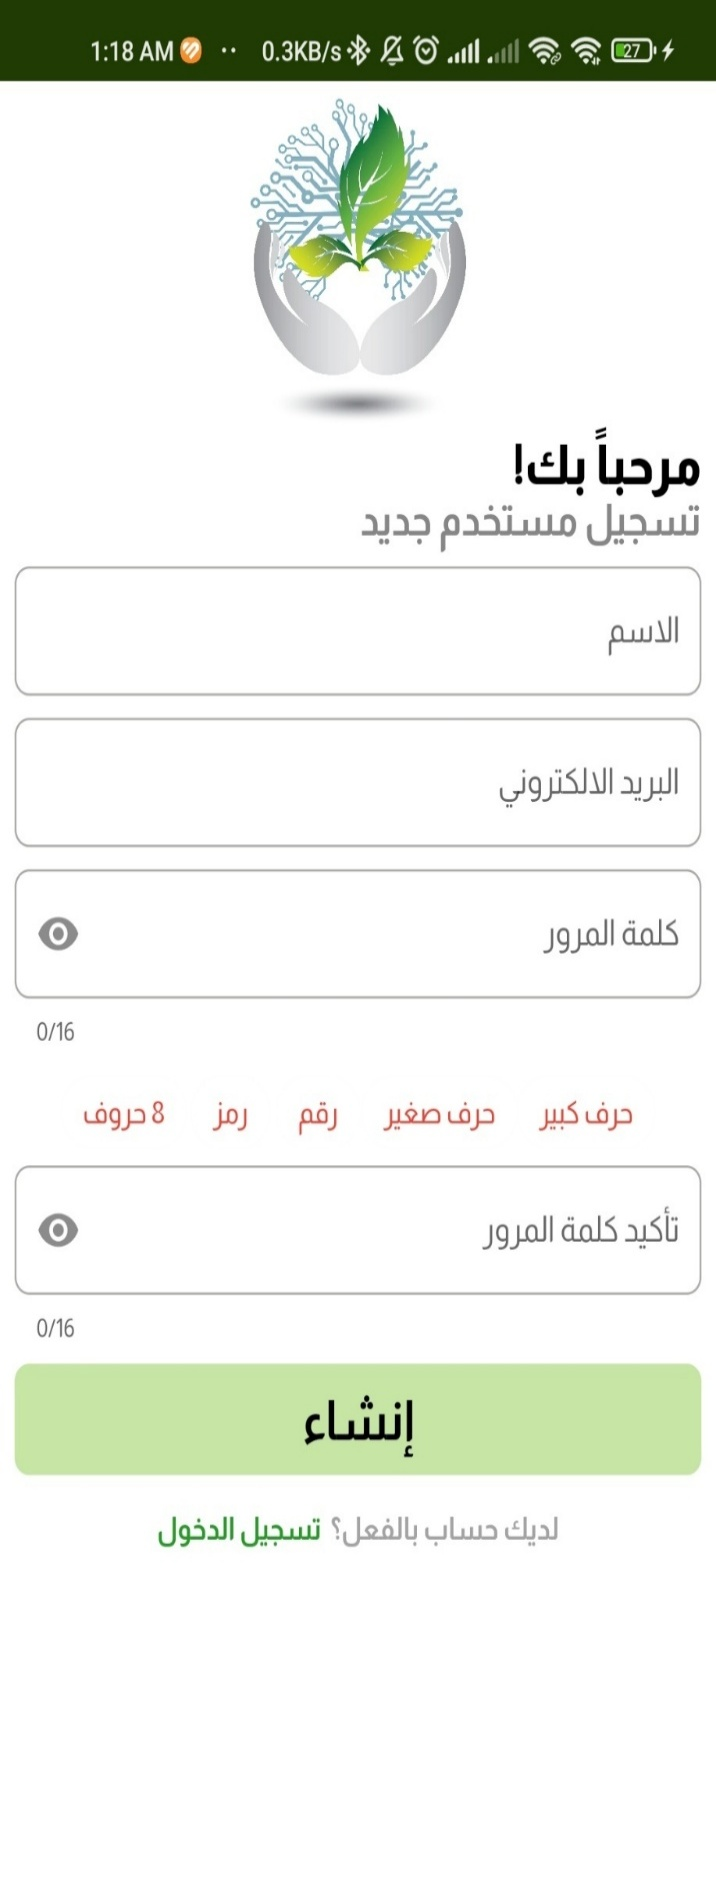 1:18 AM 0.3KB/s 27
مرحباً بك!
تسجيل مستخدم جديد
الاسم
البريد الالكتروني
كلمة المرور
0/16
حرف كبير حرف صغير رقم رمز 8 حروف
تأكيد كلمة المرور
0/16
إنشاء
لديك حساب بالفعل؟ تسجيل الدخول